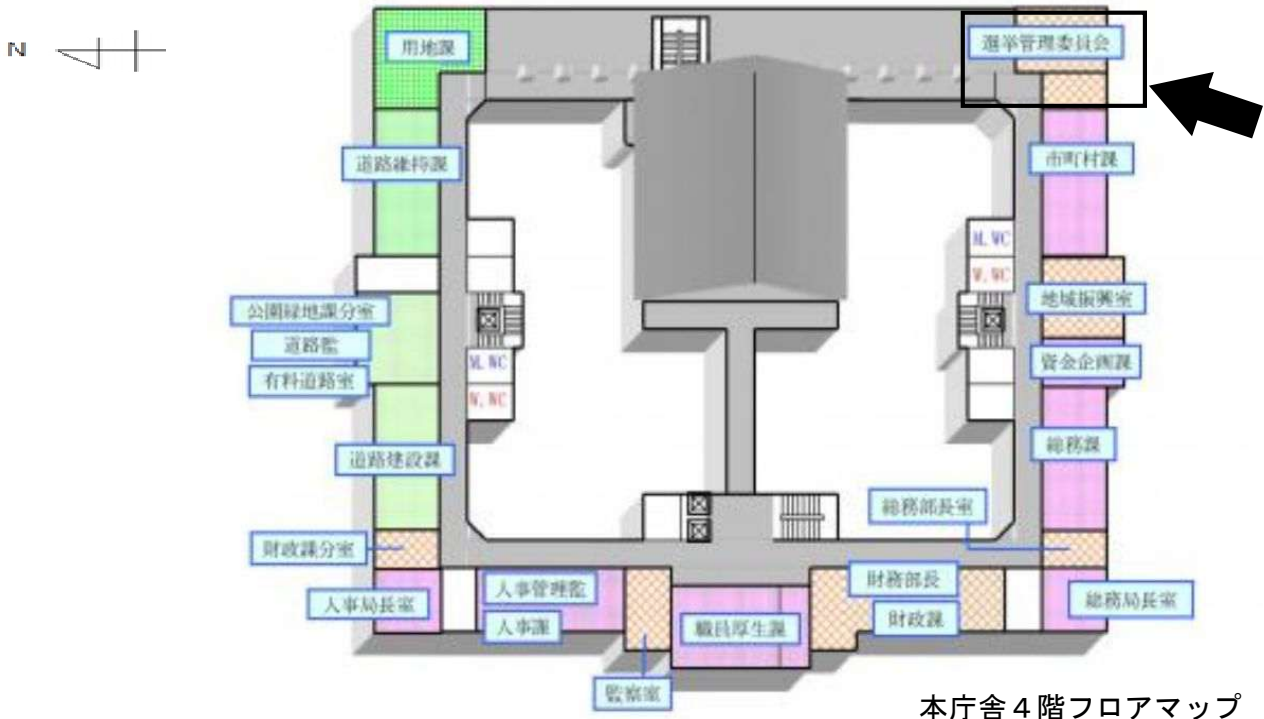 N
用地課
選挙管理委員会
道路維持課
市町村課
M.WC
W.WC
公園緑地課分室
道路監
有料道路室
M.WC
W.WC
地域振興室
資金企画課
道路建設課
総務課
総務部長室
財政課分室
人事局長室
人事管理監
人事課
財務部長
財政課
職員厚生課
総務局長室
監察室
本庁舎4階フロアマップ